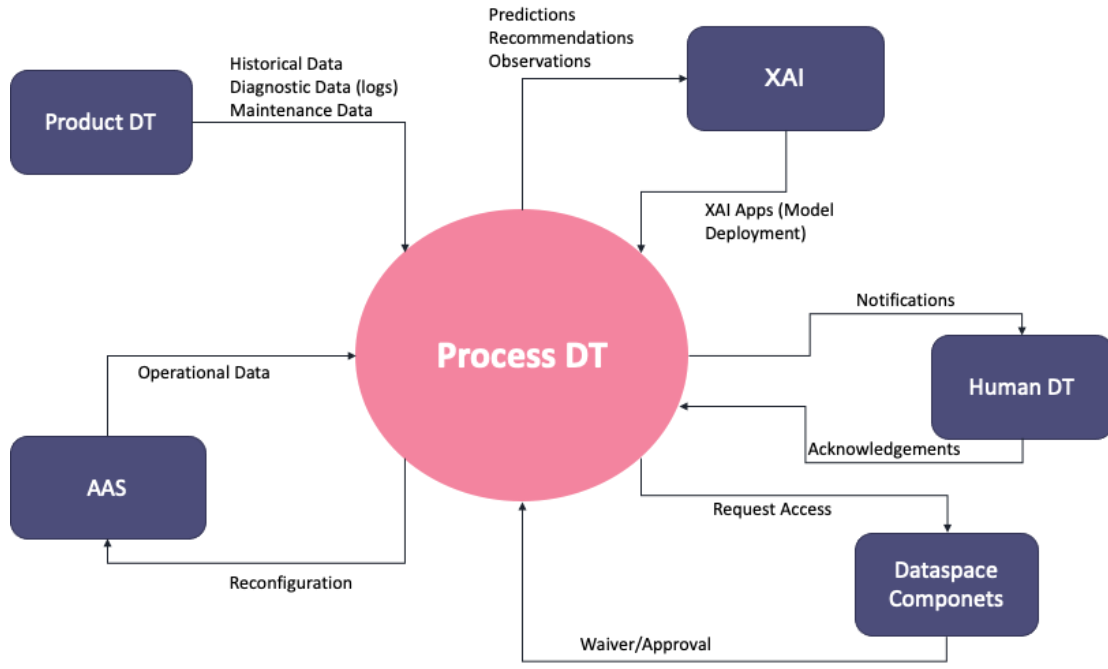 Predictions
Recommendations
Observations
XAI
Historical Data
Diagnostic Data (logs)
Maintenance Data
Product DT
XAI Apps (Model
Deployment)
Notifications
Process DT
Operational Data
Human DT
Acknowledgements
AAS
Request Access
Reconfiguration
Dataspace
Componets
Waiver/Approval